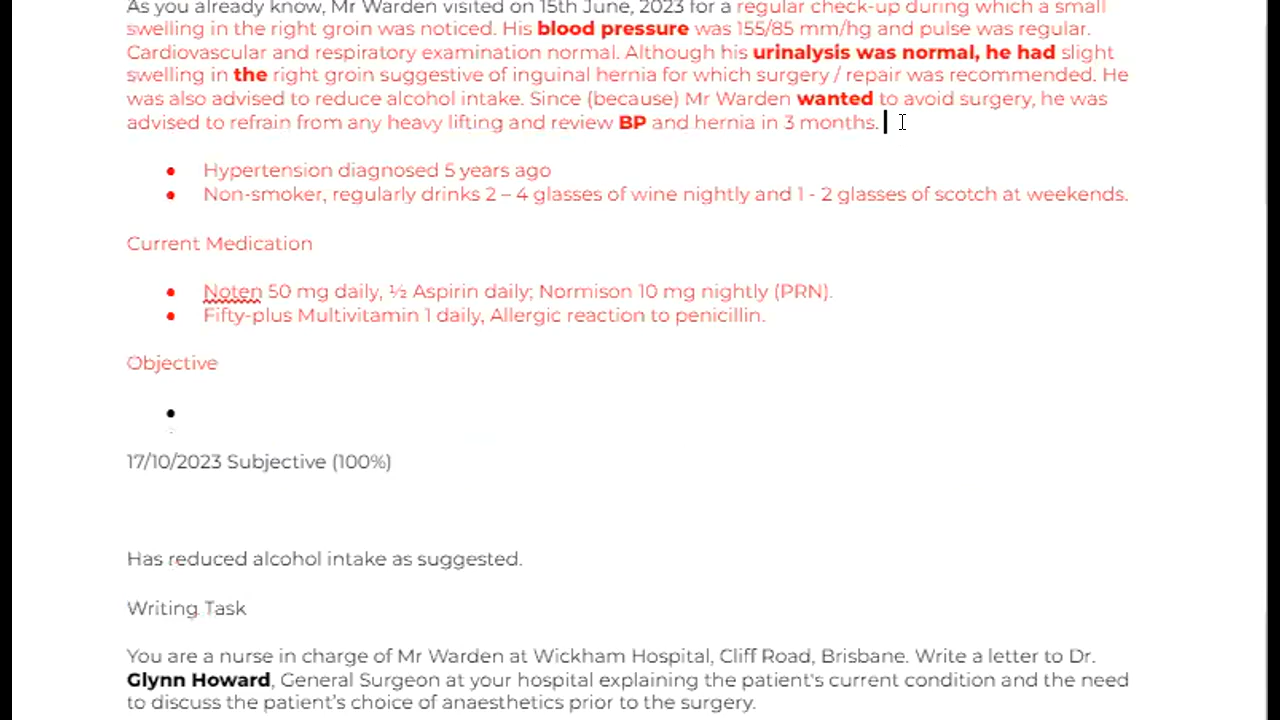 As you already know, Mr Warden visited on 15th June, 2023 for a regular check-up during which a small
swelling in the right groin was noticed. His blood pressure was 155/85 mm/hg and pulse was regular.
Cardiovascular and respiratory examination normal. Although his urinalysis was normal, he had slight
swelling in the right groin suggestive of inguinal hernia for which surgery / repair was recommended. He
was also advised to reduce alcohol intake. Since (because) Mr Warden wanted to avoid surgery, he was
advised to refrain from any heavy lifting and review BP and hernia in 3 months.
• Hypertension diagnosed 5 years ago
• Non-smoker, regularly drinks 2 – 4 glasses of wine nightly and 1 - 2 glasses of scotch at weekends.
Current Medication
• Noten 50 mg daily, ½ Aspirin daily; Normison 10 mg nightly (PRN).
• Fifty-plus Multivitamin 1 daily, Allergic reaction to penicillin.
Objective
•
17/10/2023 Subjective (100%)
Has reduced alcohol intake as suggested.
Writing Task
You are a nurse in charge of Mr Warden at Wickham Hospital, Cliff Road, Brisbane. Write a letter to Dr.
Glynn Howard, General Surgeon at your hospital explaining the patient's current condition and the need
to discuss the patient's choice of anaesthetics prior to the surgery.